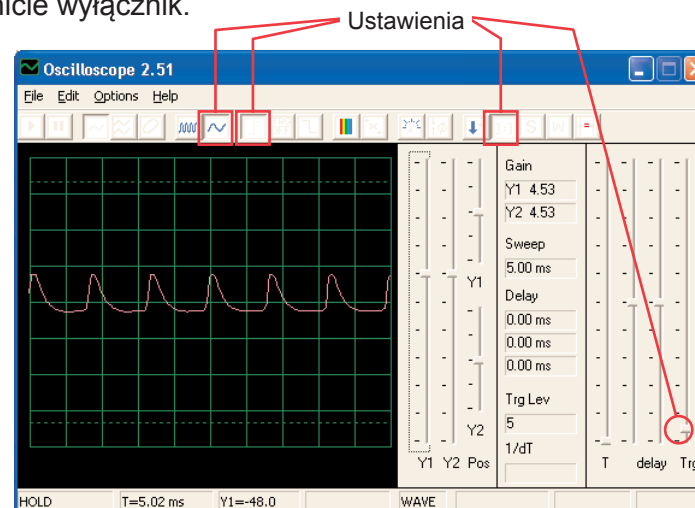 nicie wyłącznik.
Ustawienia
Oscilloscope 2.51
File Edit Options Help
Gain
Y1 4.53
Y2 4.53
Sweep
5.00 ms
Y1
Delay
0.00 ms
0.00 ms
0.00 ms
Trg Lev
5
Y2
1/dT
Y1 Y2 Pos
T delay Trg
HOLD T=5.02 ms Y1=-48.0 WAVE